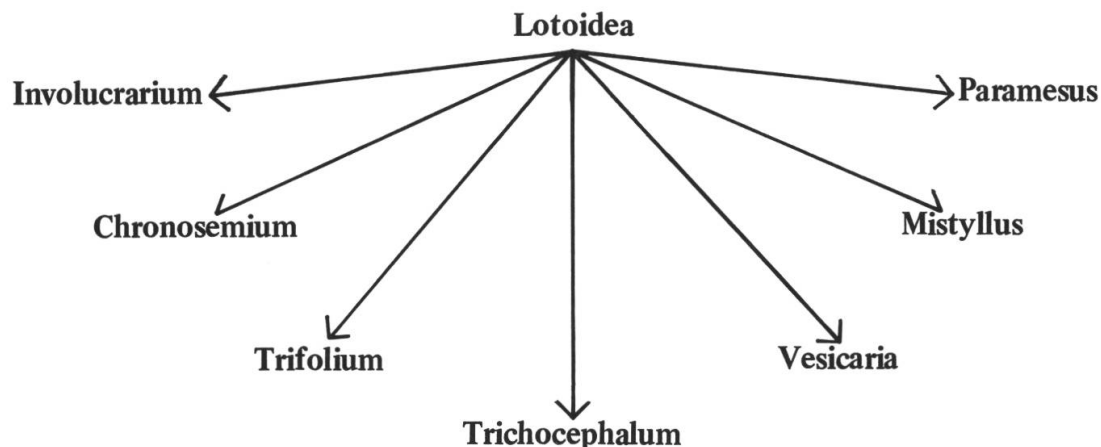 Lotoidea
Involucrarium
Paramesus
Chronosemium
Mistyllus
Trifolium
Vesicaria
Trichocephalum